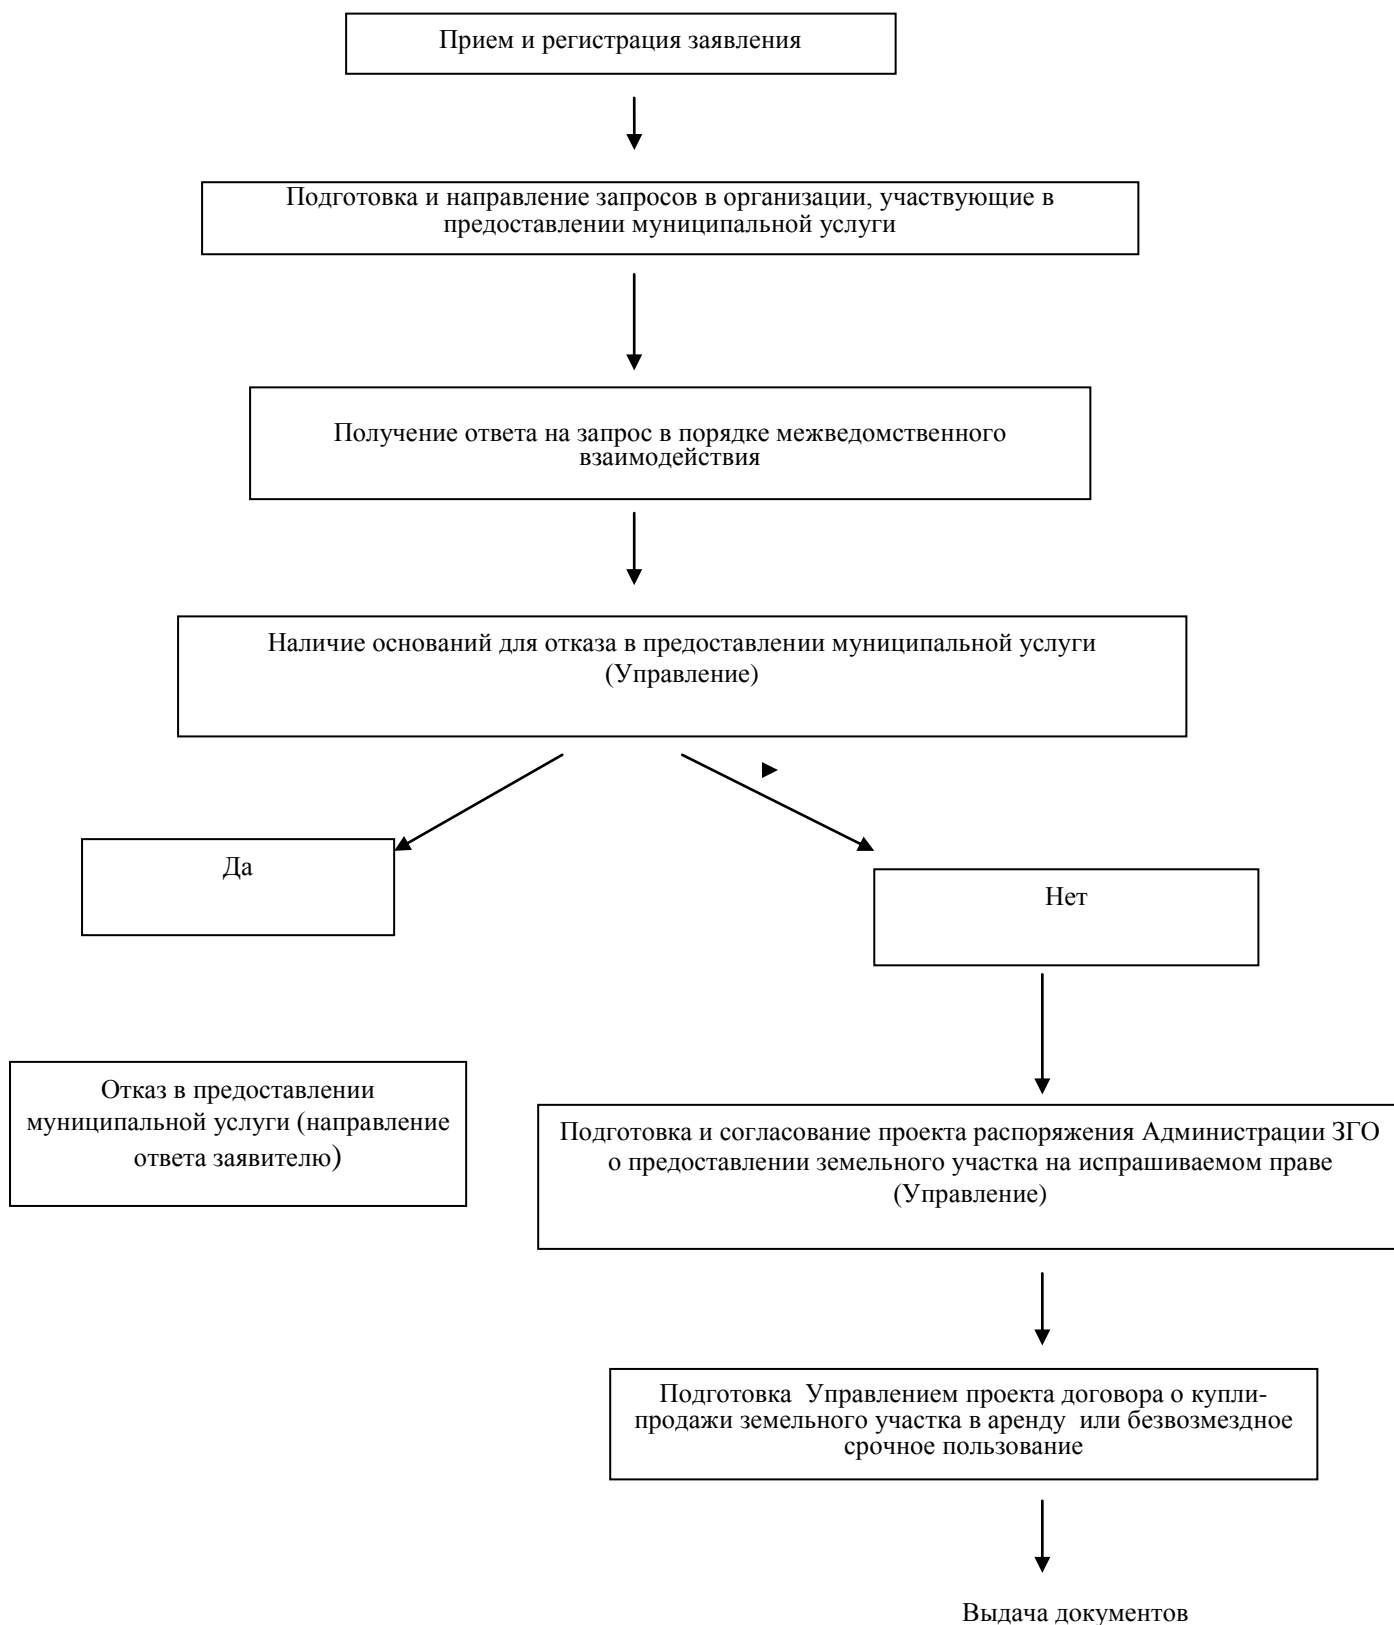 Прием и регистрация заявления
Подготовка и направление запросов в организации, участвующие в
предоставлении муниципальной услуги
Получение ответа на запрос в порядке межведомственного
взаимодействия
Наличие оснований для отказа в предоставлении муниципальной услуги
(Управление)
Да
Нет
Отказ в предоставлении
муниципальной услуги (направление
ответа заявителю)
Подготовка и согласование проекта распоряжения Администрации ЗГО
о предоставлении земельного участка на испрашиваемом праве
(Управление)
Подготовка  Управлением проекта договора о купли-
продажи земельного участка в аренду  или безвозмездное
срочное пользование
Выдача документов